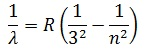 1/λ = R (1/3² − 1/n²)